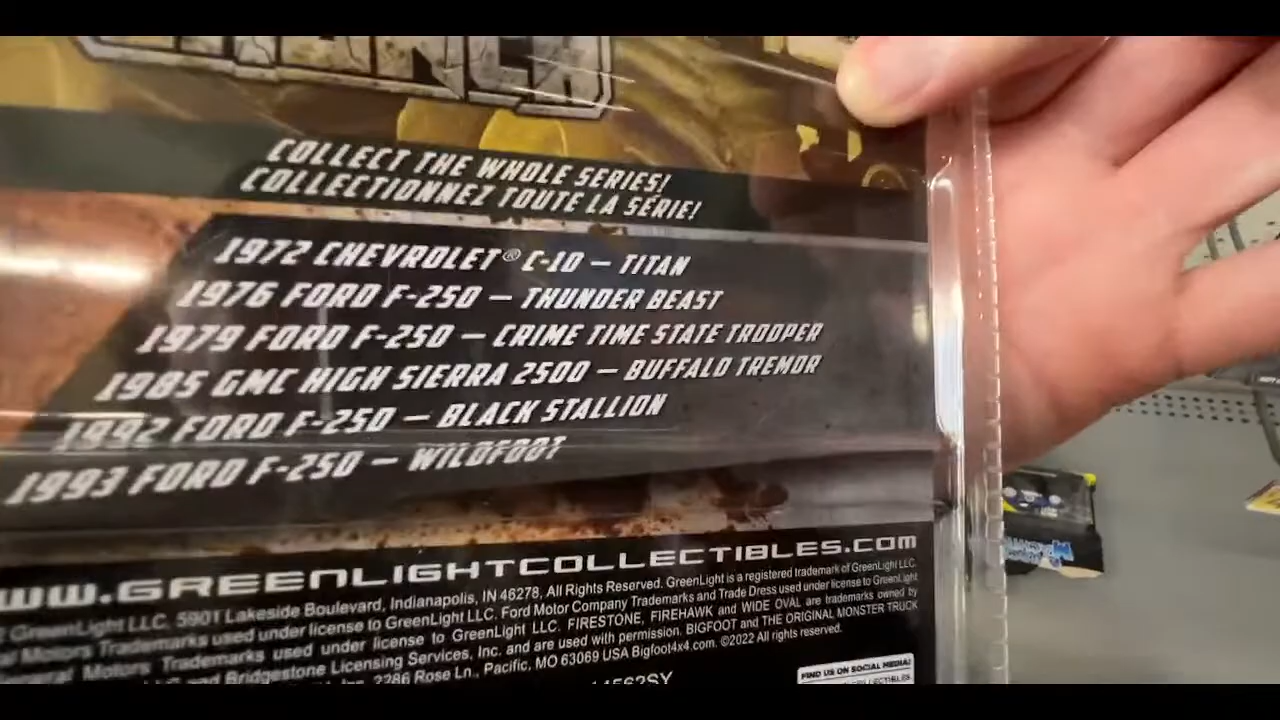 COLLECT THE WHOLE SERIES!
COLLECTIONNEZ TOUTE LA SÉRIE!
1972 CHEVROLET® C-10 – TITAN
1976 FORD F-250 – THUNDER BEAST
1979 FORD F-250 – CRIME TIME STATE TROOPER
1985 GMC HIGH SIERRA 2500 – BUFFALO TREMOR
1992 FORD F-250 – BLACK STALLION
1993 FORD F-250 – WILDFOOT
WW.GREENLIGHTCOLLECTIBLES.COM
GreenLight LLC. 5901 Lakeside Boulevard, Indianapolis, IN 46278, All Rights Reserved. GreenLight is a registered trademark of GreenLight LLC.
Motors Trademarks used under license to GreenLight LLC. Ford Motor Company Trademarks and Trade Dress used under license to GreenLight
Motors Trademarks used under license to GreenLight LLC. FIRESTONE, FIREHAWK and WIDE OVAL are trademarks owned by
and Bridgestone Licensing Services, Inc. and are used with permission. BIGFOOT and THE ORIGINAL MONSTER TRUCK
2286 Rose Ln., Pacific, MO 63069 USA Bigfoot4x4.com. ©2022 All rights reserved.
FIND US ON SOCIAL MEDIA!